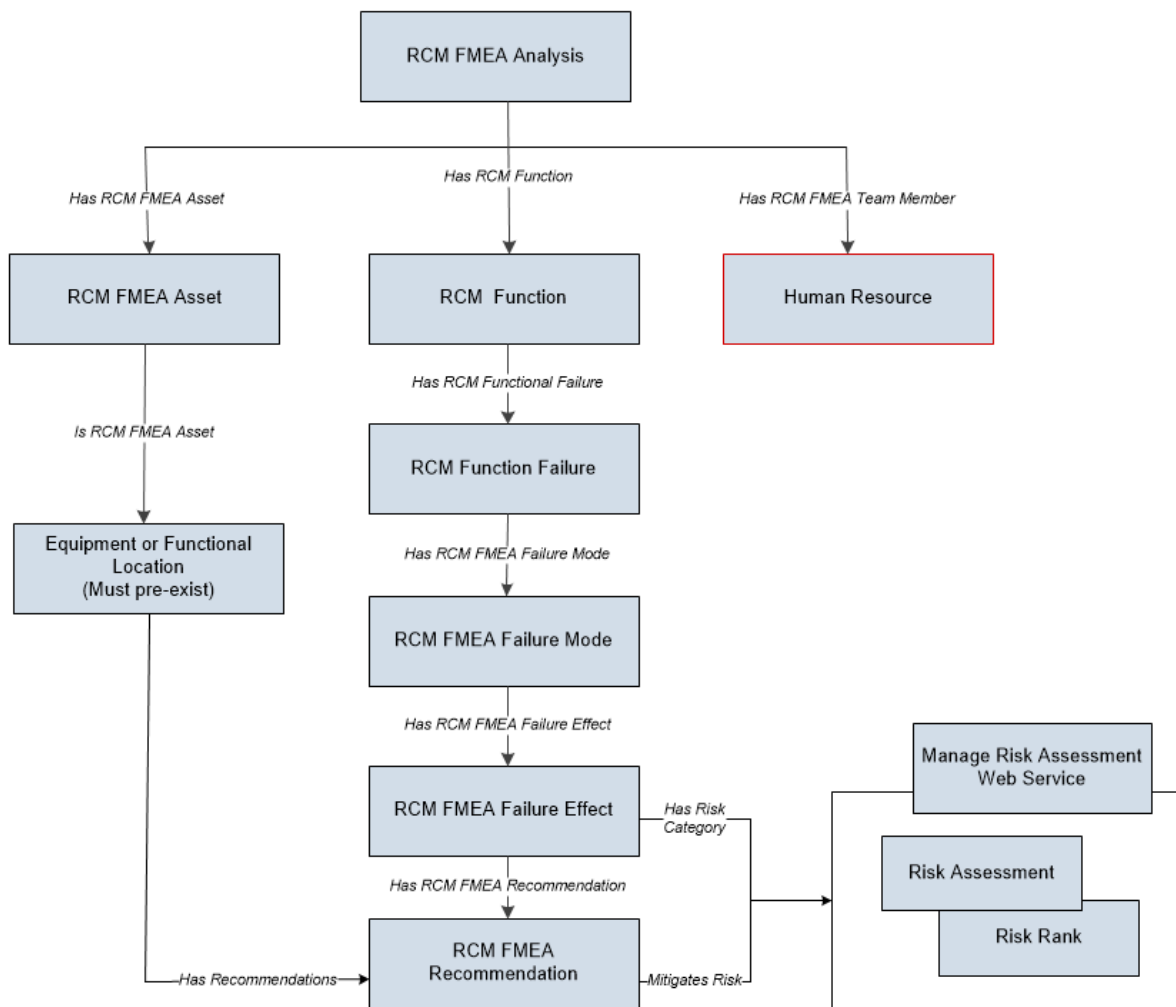 RCM FMEA Analysis
Has RCM FMEA Asset
Has RCM Function
Has RCM FMEA Team Member
RCM FMEA Asset
RCM  Function
Human Resource
Has RCM Functional Failure
Is RCM FMEA Asset
RCM Function Failure
Equipment or Functional
Location
(Must pre-exist)
Has RCM FMEA Failure Mode
RCM FMEA Failure Mode
Has RCM FMEA Failure Effect
Manage Risk Assessment
Web Service
RCM FMEA Failure Effect
Has Risk
Category
Risk Assessment
Has RCM FMEA Recommendation
Risk Rank
RCM FMEA
Recommendation
Has Recommendations
Mitigates Risk